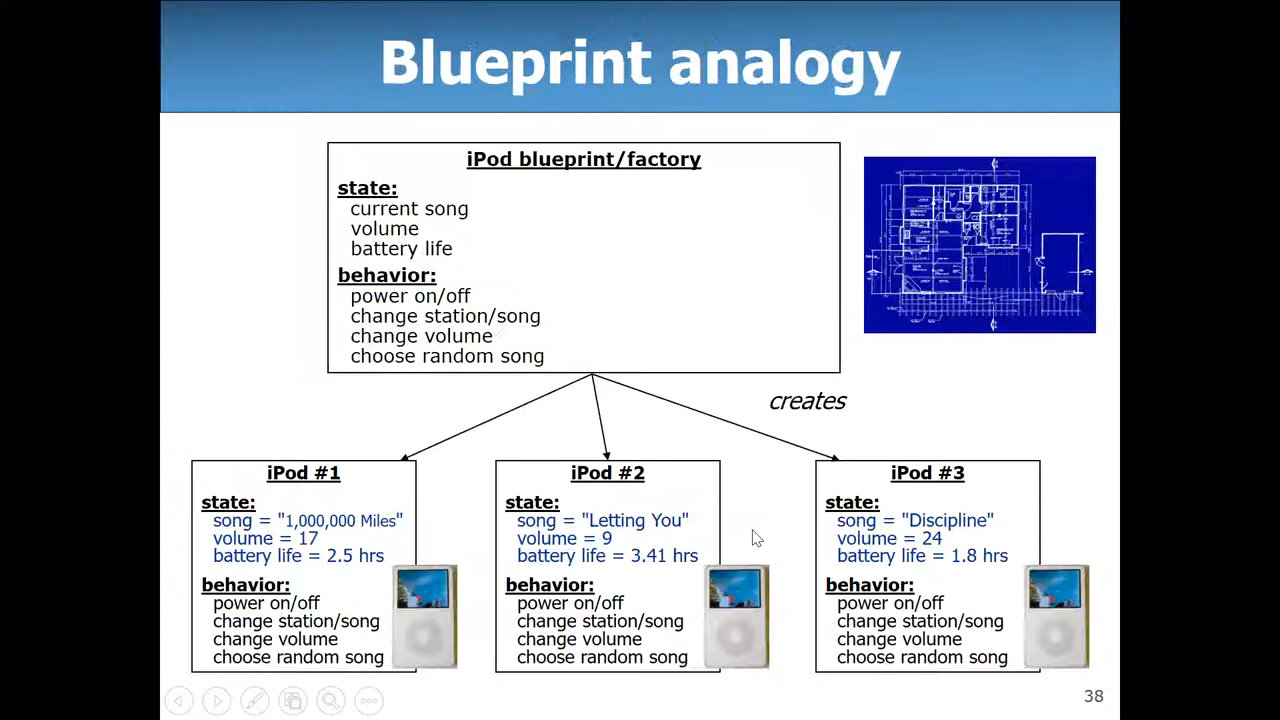 Blueprint analogy
iPod blueprint/factory
state:
current song
volume
battery life
behavior:
power on/off
change station/song
change volume
choose random song
creates
iPod #1
state:
song = "1,000,000 Miles"
volume = 17
battery life = 2.5 hrs
behavior:
power on/off
change station/song
change volume
choose random song
iPod #2
state:
song = "Letting You"
volume = 9
battery life = 3.41 hrs
behavior:
power on/off
change station/song
change volume
choose random song
iPod #3
state:
song = "Discipline"
volume = 24
battery life = 1.8 hrs
behavior:
power on/off
change station/song
change volume
choose random song
38